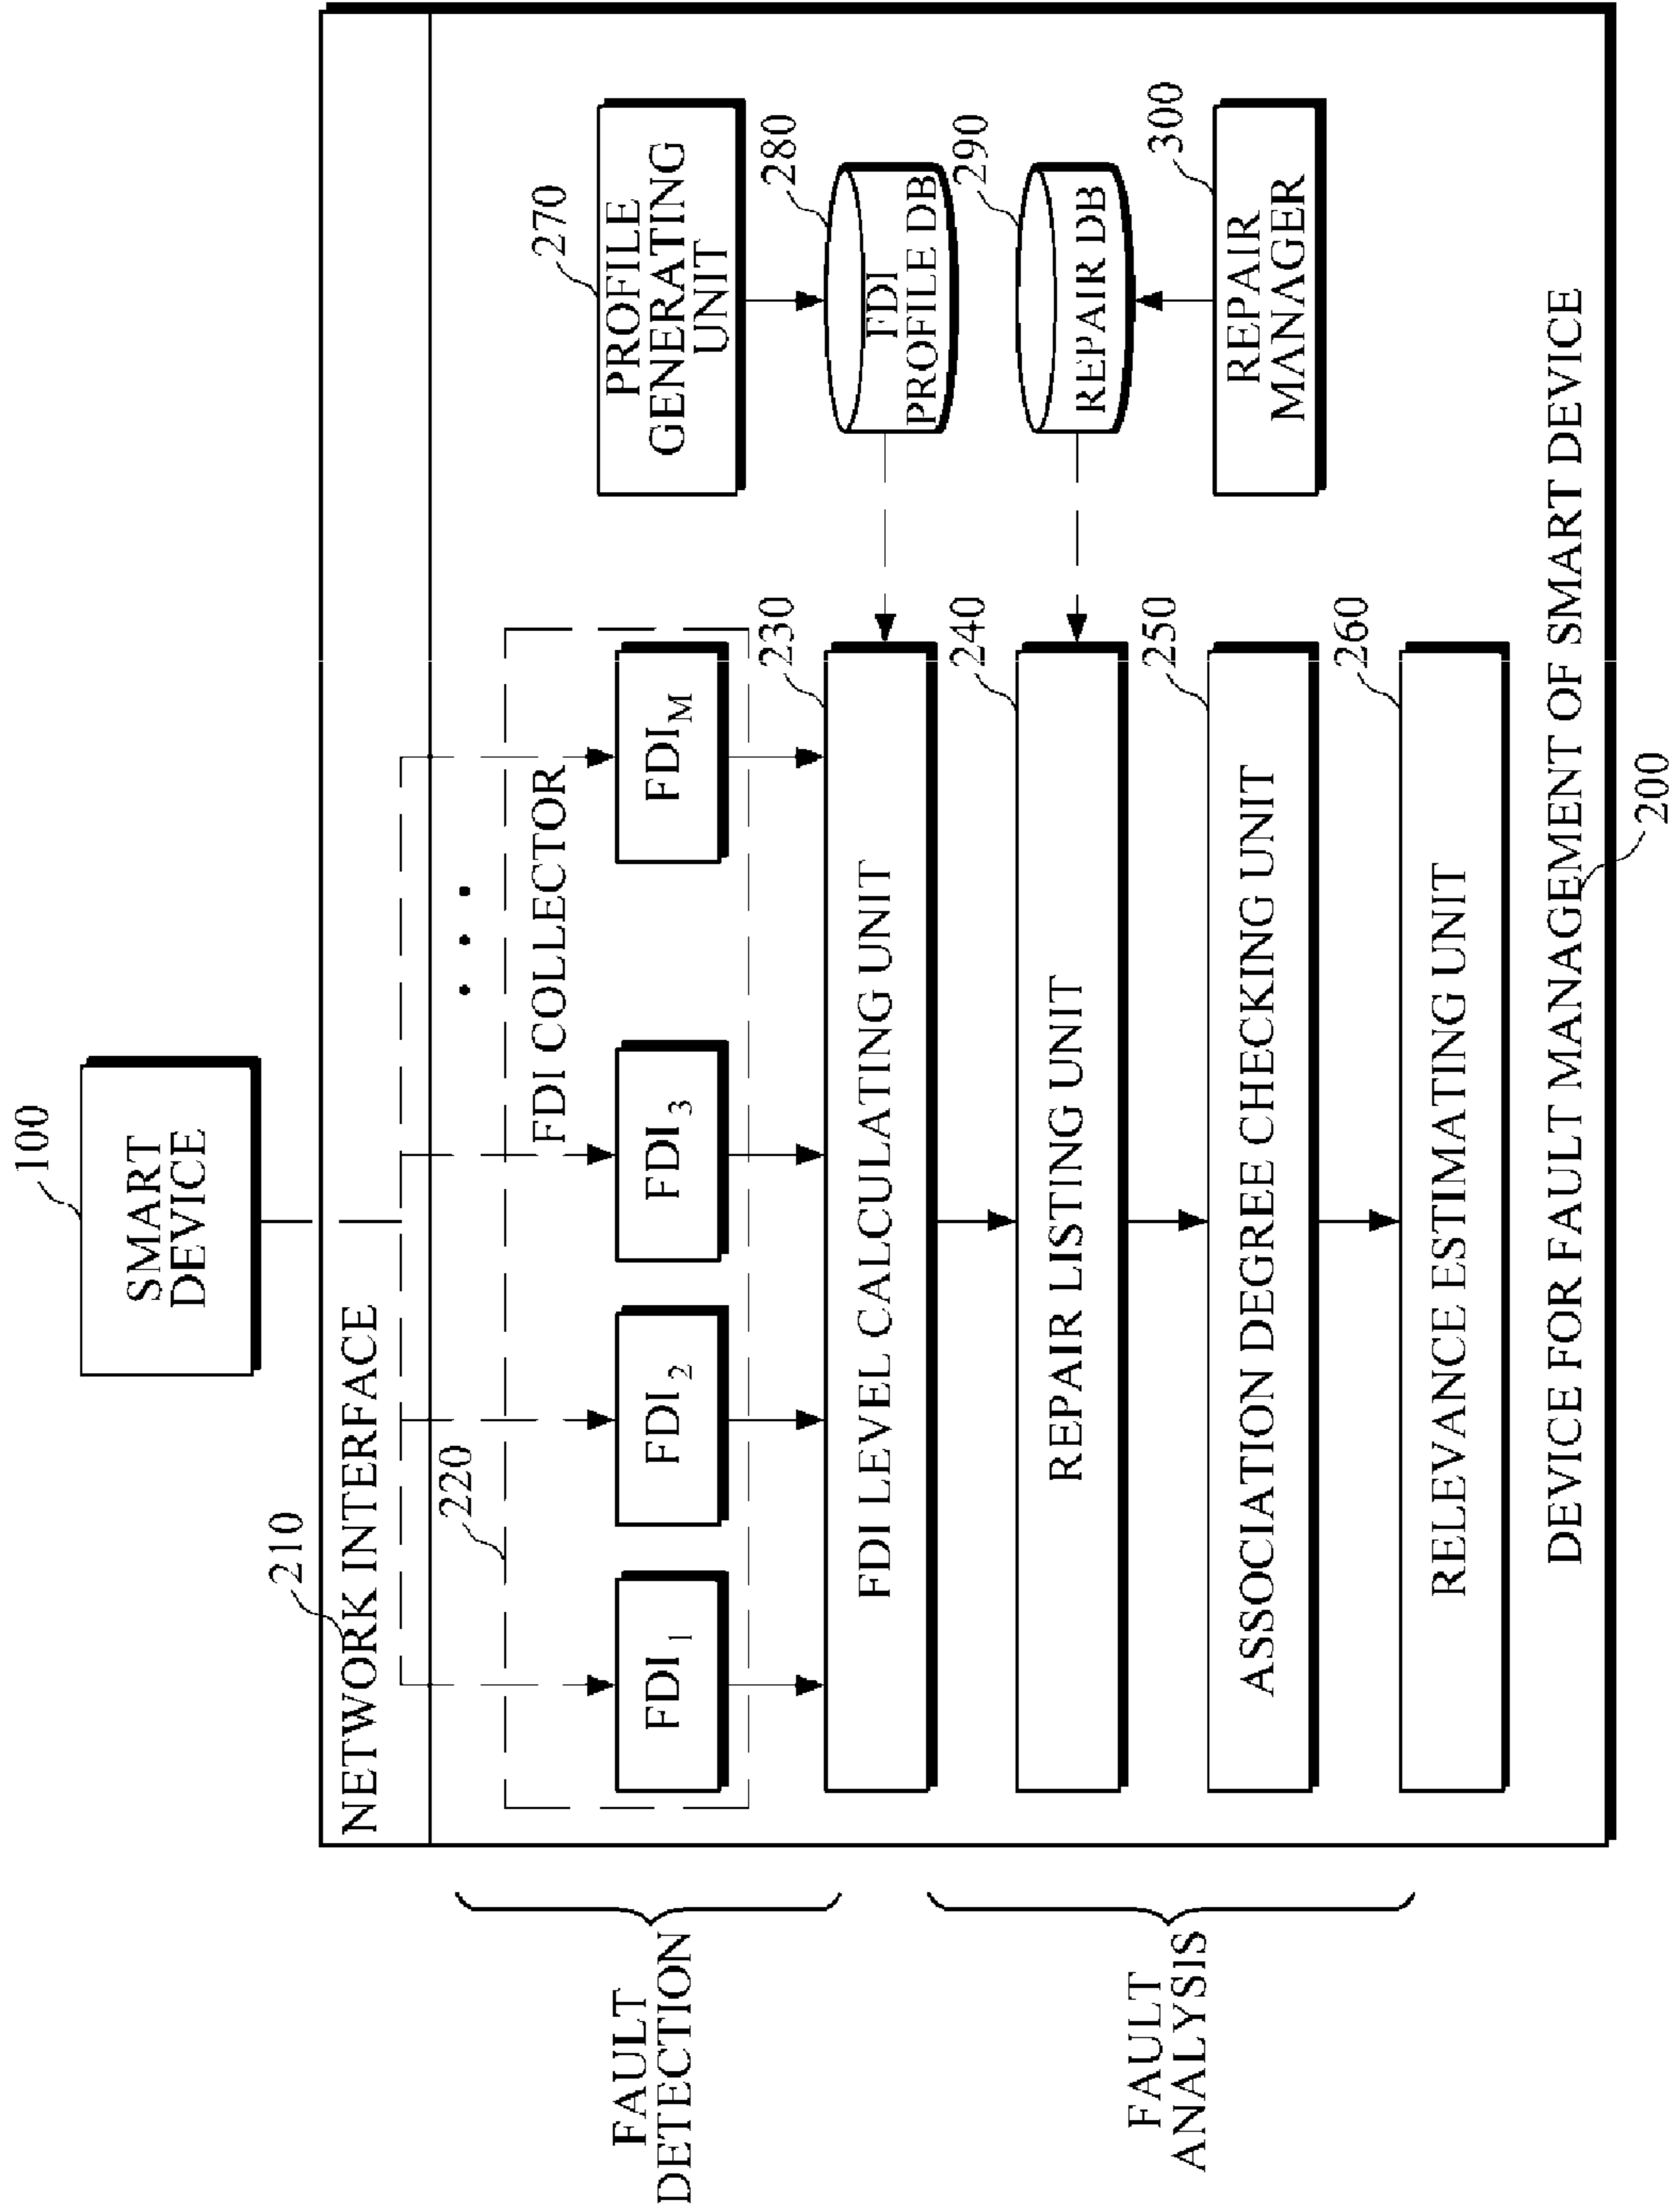 100
SMART
DEVICE
210
NETWORK INTERFACE
220
FDI COLLECTOR
. . .
FDI1
FDI2
FDI3
FDIM
230
FDI LEVEL CALCULATING UNIT
240
REPAIR LISTING UNIT
250
ASSOCIATION DEGREE CHECKING UNIT
260
RELEVANCE ESTIMATING UNIT
270
PROFILE
GENERATING
UNIT
280
FDI
PROFILE DB
290
REPAIR DB
300
REPAIR
MANAGER
DEVICE FOR FAULT MANAGEMENT OF SMART DEVICE
200
FAULT
DETECTION
FAULT
ANALYSIS